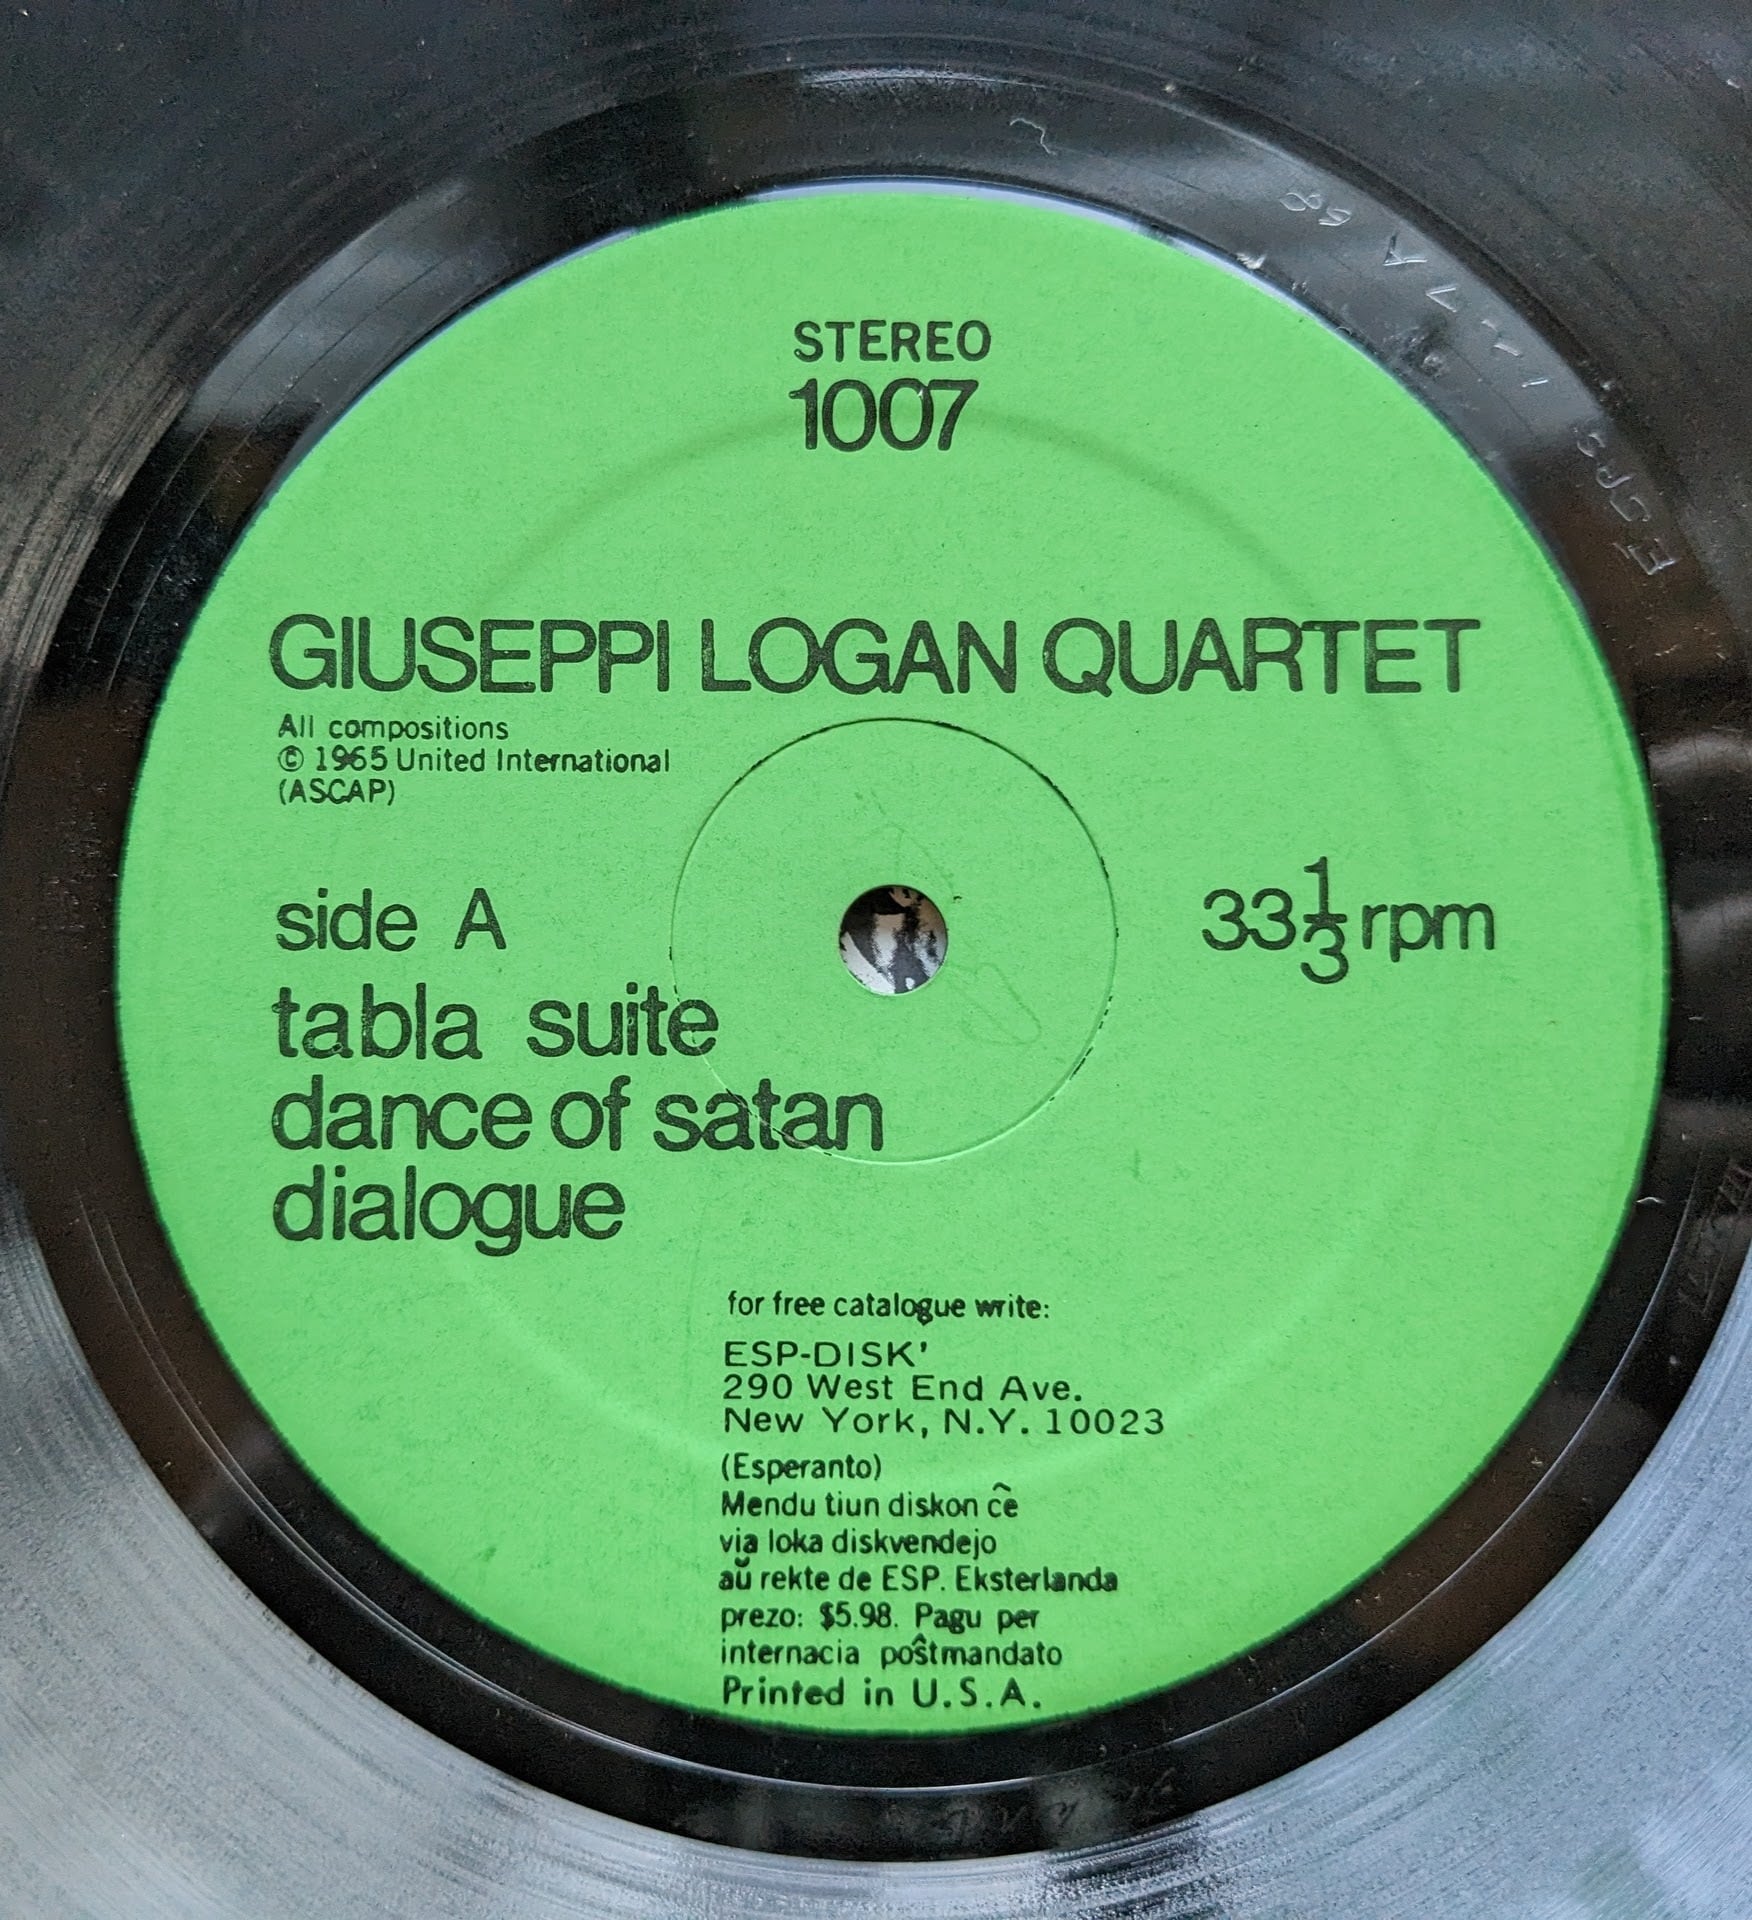 STEREO
1007
GIUSEPPI LOGAN QUARTET
All compositions
© 1965 United International
(ASCAP)
side A
33 1/3 rpm
tabla suite
dance of satan
dialogue
for free catalogue write:
ESP-DISK'
290 West End Ave.
New York, N.Y. 10023
(Esperanto)
Mendu tiun diskon ĉe
via loka diskvendejo
aŭ rekte de ESP. Eksterlanda
prezo: $5.98. Pagu per
internacia poŝtmandato
Printed in U.S.A.